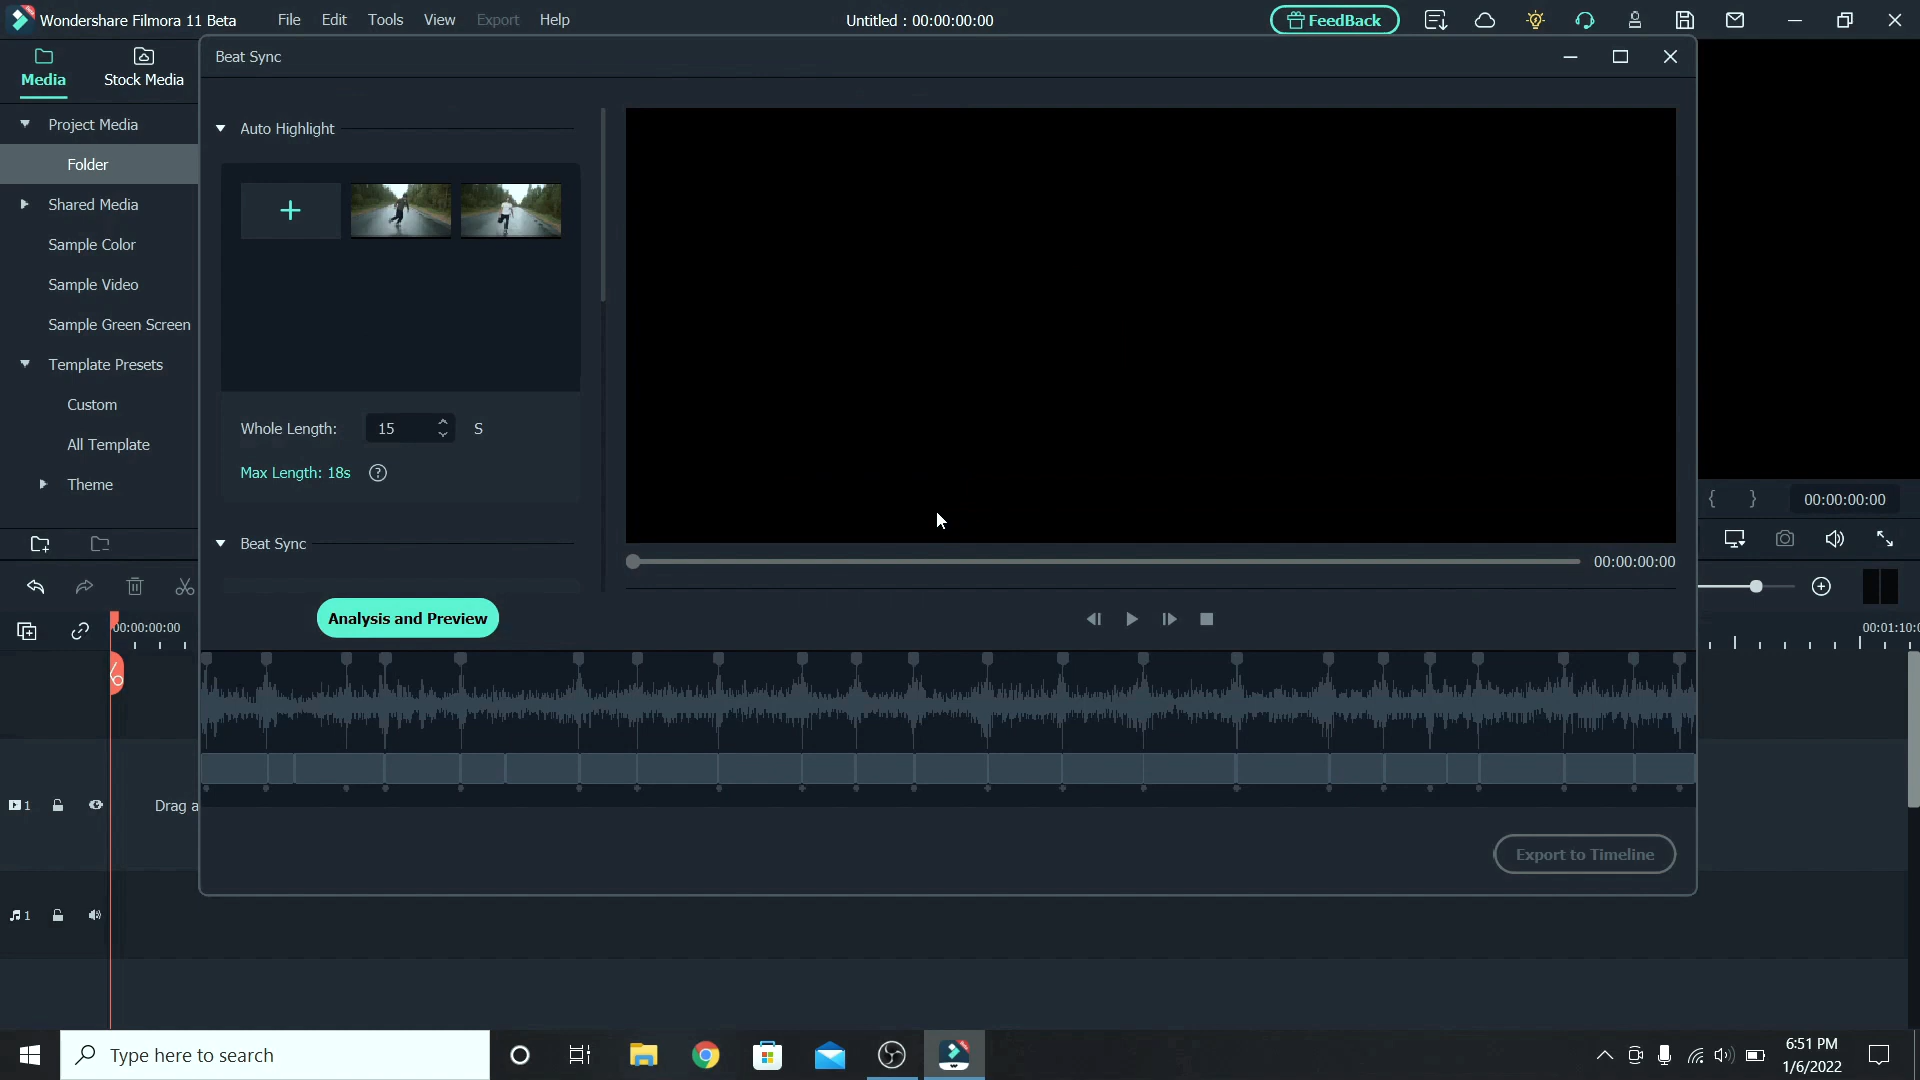 Wondershare Filmora 11 Beta
File
Edit
Tools
View
Export
Help
Untitled : 00:00:00:00
FeedBack
Media
Stock Media
Beat Sync
Project Media
Folder
Shared Media
Sample Color
Sample Video
Sample Green Screen
Template Presets
Custom
All Template
Theme
Auto Highlight
Whole Length:
15
S
Max Length: 18s
?
Beat Sync
Analysis and Preview
00:00:00:00
{ }
00:00:00:00
00:00:00:00
1
Drag a
1
Export to Timeline
Type here to search
6:51 PM
1/6/2022